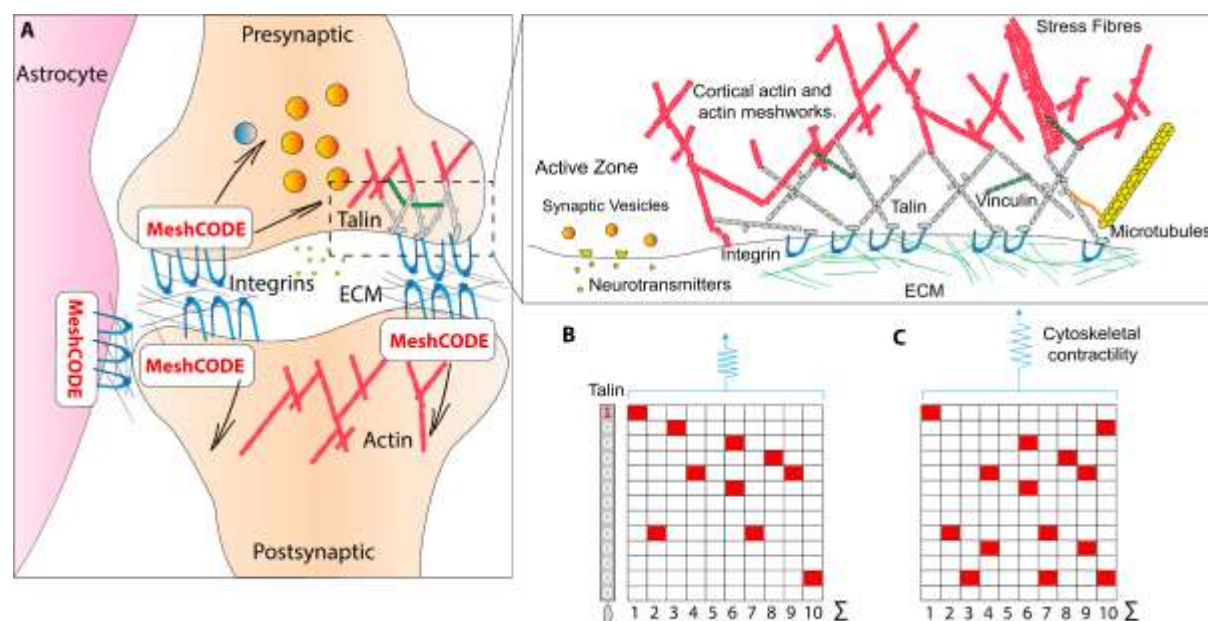 A
Astrocyte
Presynaptic
MeshCODE
Talin
Integrins
ECM
MeshCODE
MeshCODE
MeshCODE
Actin
Postsynaptic
Stress Fibres
Cortical actin and
actin meshworks.
Active Zone
Synaptic Vesicles
Talin
Vinculin
Microtubules
Integrin
Neurotransmitters
ECM
B
C
Cytoskeletal
contractility
Talin
1
1 2 3 4 5 6 7 8 9 10 Σ
1 2 3 4 5 6 7 8 9 10 Σ